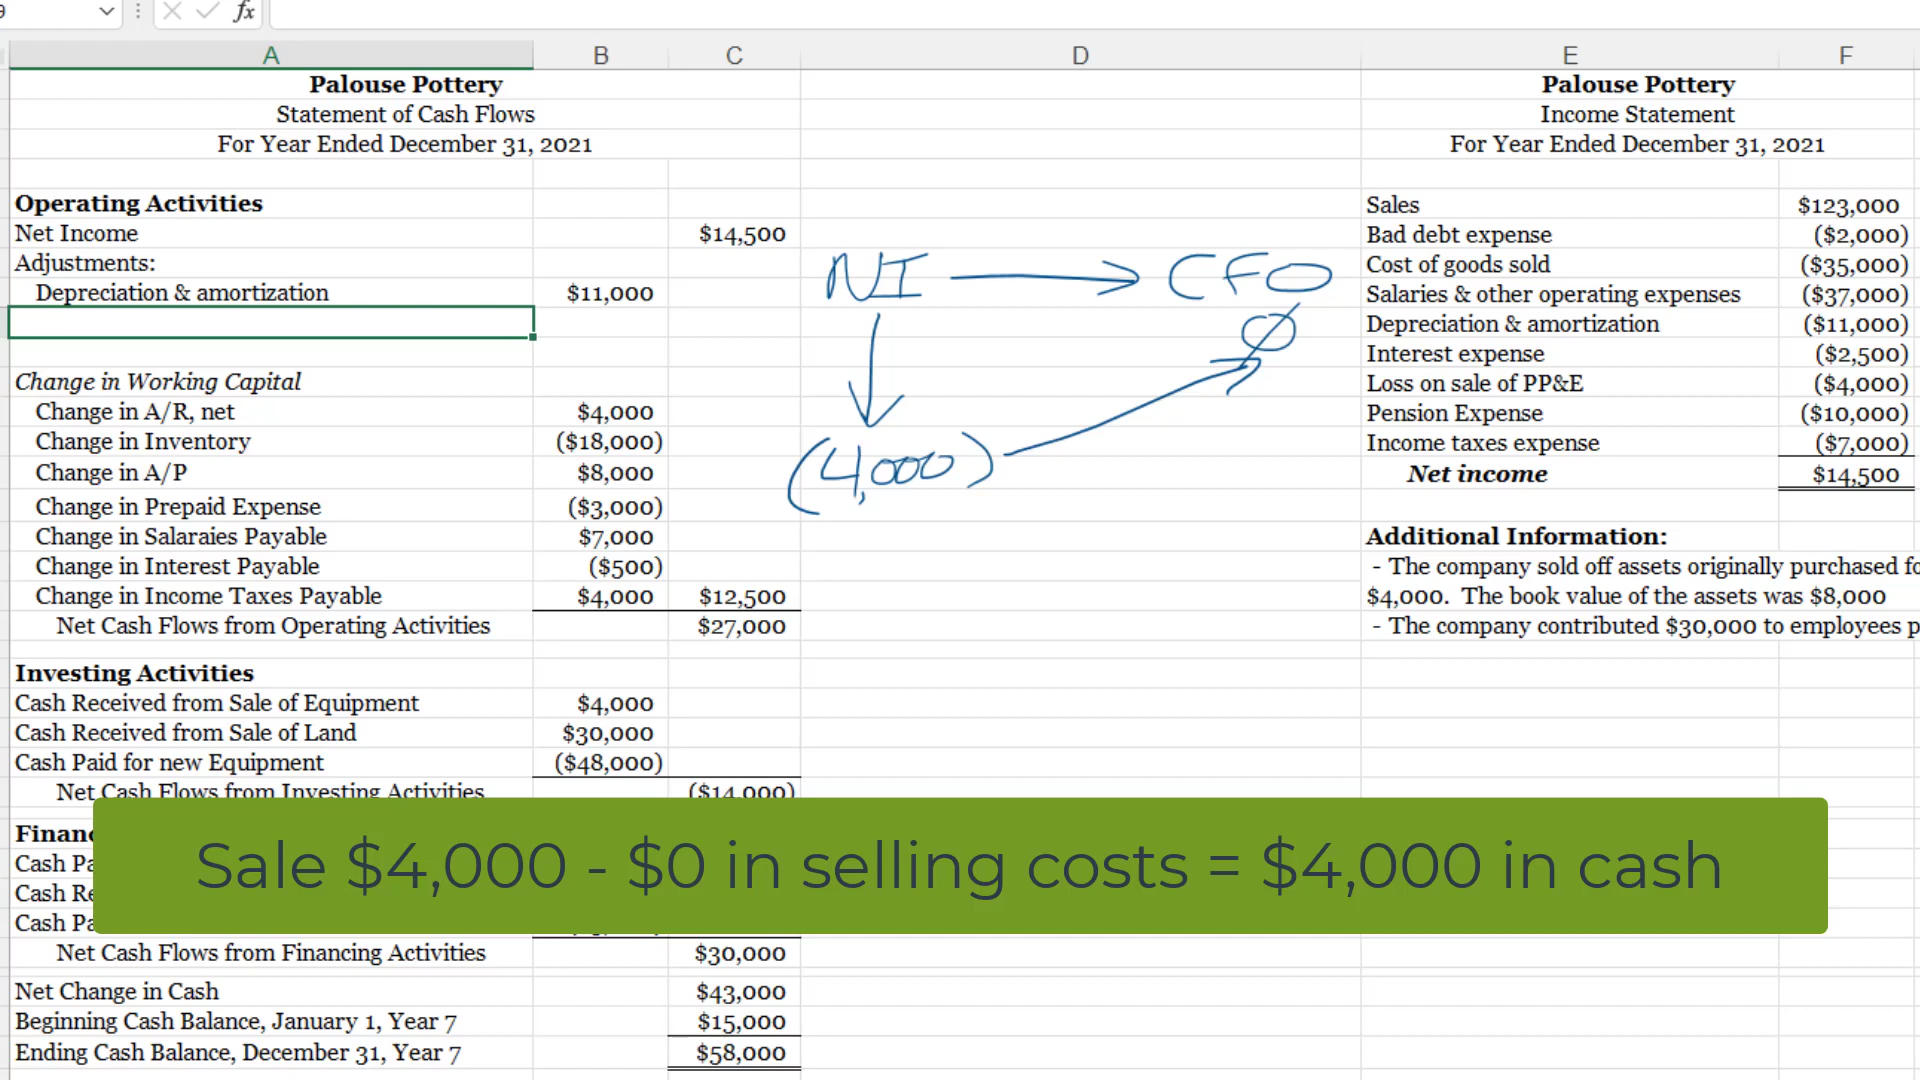 fx
A B C D E F
Palouse Pottery
Statement of Cash Flows
For Year Ended December 31, 2021
Operating Activities
Net Income $14,500
Adjustments:
Depreciation & amortization $11,000
Change in Working Capital
Change in A/R, net $4,000
Change in Inventory ($18,000)
Change in A/P $8,000
Change in Prepaid Expense ($3,000)
Change in Salaraies Payable $7,000
Change in Interest Payable ($500)
Change in Income Taxes Payable $4,000 $12,500
Net Cash Flows from Operating Activities $27,000
Investing Activities
Cash Received from Sale of Equipment $4,000
Cash Received from Sale of Land $30,000
Cash Paid for new Equipment ($48,000)
Net Cash Flows from Investing Activities ($14,000)
Cash
Cash
Cash
Net Cash Flows from Financing Activities $30,000
Net Change in Cash $43,000
Beginning Cash Balance, January 1, Year 7 $15,000
Ending Cash Balance, December 31, Year 7 $58,000
NI CFO
(4,000)
Palouse Pottery
Income Statement
For Year Ended December 31, 2021
Sales $123,000
Bad debt expense ($2,000)
Cost of goods sold ($35,000)
Salaries & other operating expenses ($37,000)
Depreciation & amortization ($11,000)
Interest expense ($2,500)
Loss on sale of PP&E ($4,000)
Pension Expense ($10,000)
Income taxes expense ($7,000)
Net income $14,500
Additional Information:
- The company sold off assets originally purchased
$4,000. The book value of the assets was $8,000
- The company contributed $30,000 to employees
Sale $4,000 - $0 in selling costs = $4,000 in cash